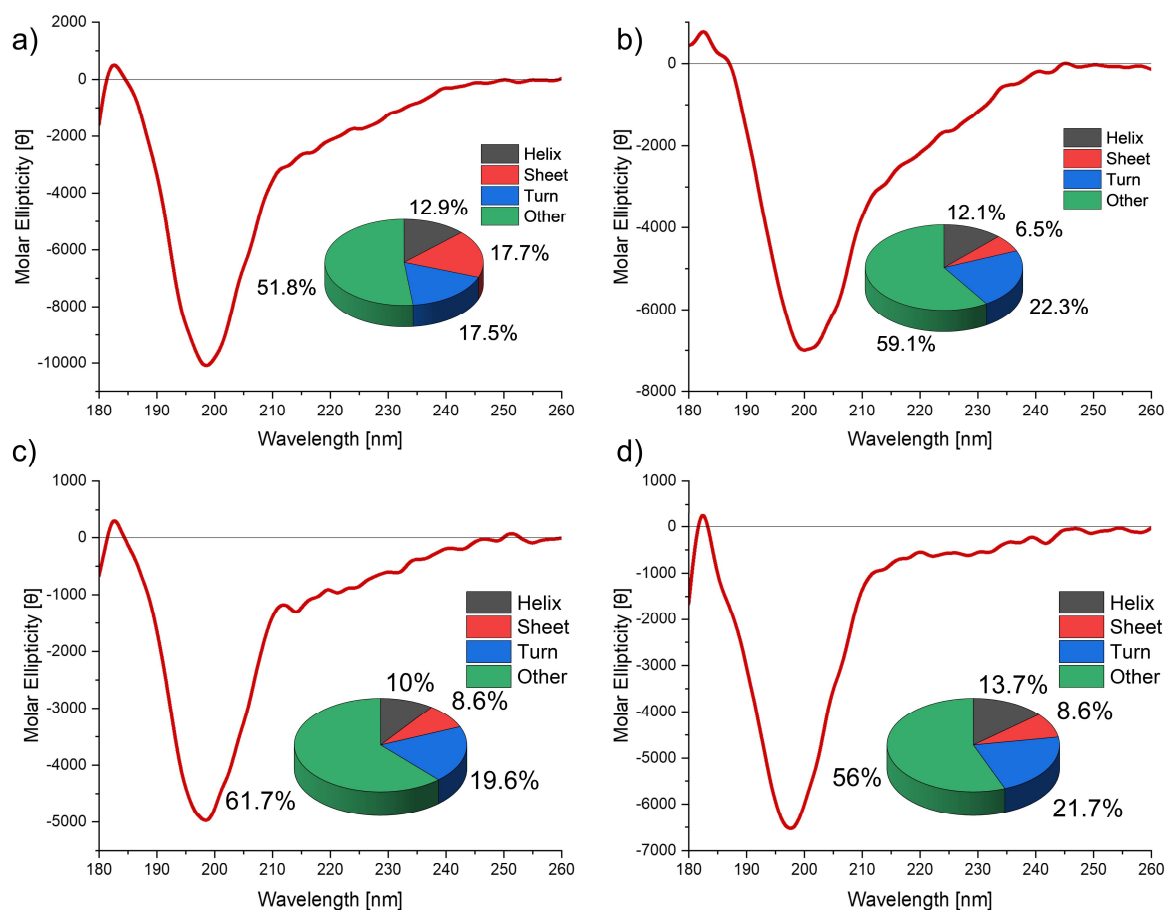 a)
Molar Ellipticity [θ]
2000
0
-2000
-4000
-6000
-8000
-10000
180 190 200 210 220 230 240 250 260
Wavelength [nm]
Helix
Sheet
Turn
Other
12.9%
17.7%
17.5%
51.8%
b)
Molar Ellipticity [θ]
0
-2000
-4000
-6000
-8000
180 190 200 210 220 230 240 250 260
Wavelength [nm]
Helix
Sheet
Turn
Other
12.1%
6.5%
22.3%
59.1%
c)
Molar Ellipticity [θ]
1000
0
-1000
-2000
-3000
-4000
-5000
180 190 200 210 220 230 240 250 260
Wavelength [nm]
Helix
Sheet
Turn
Other
10%
8.6%
19.6%
61.7%
d)
Molar Ellipticity [θ]
1000
0
-1000
-2000
-3000
-4000
-5000
-6000
-7000
180 190 200 210 220 230 240 250 260
Wavelength [nm]
Helix
Sheet
Turn
Other
13.7%
8.6%
21.7%
56%